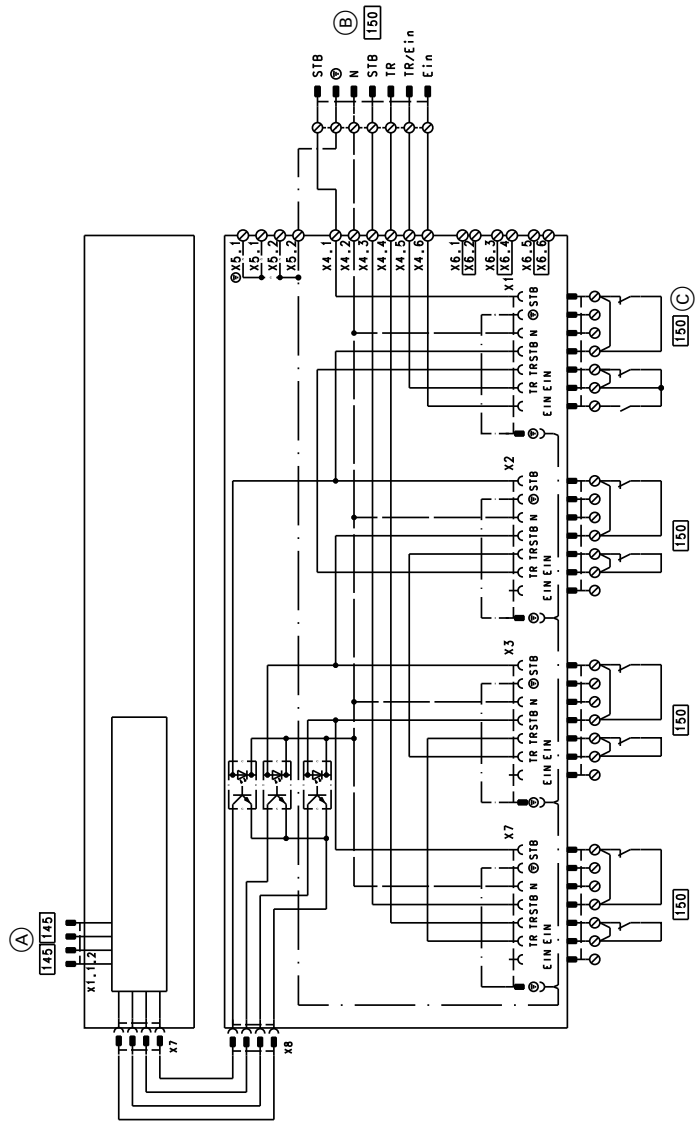 B
150
STB
N
STB
TR
TR/Ein
Ein
X5.1
X5.1
X5.2
X5.2
X4.1
X4.2
X4.3
X4.4
X4.5
X4.6
X6.1
X6.2
X6.3
X6.4
X6.5
X6.6
X1
STB
N
STB
TR
TR
EIN
EIN
150
C
X2
STB
N
STB
TR
TR
EIN
EIN
150
X3
STB
N
STB
TR
TR
EIN
EIN
150
X7
STB
N
STB
TR
TR
EIN
EIN
150
A
145
145
X1.1.2
X7
X8